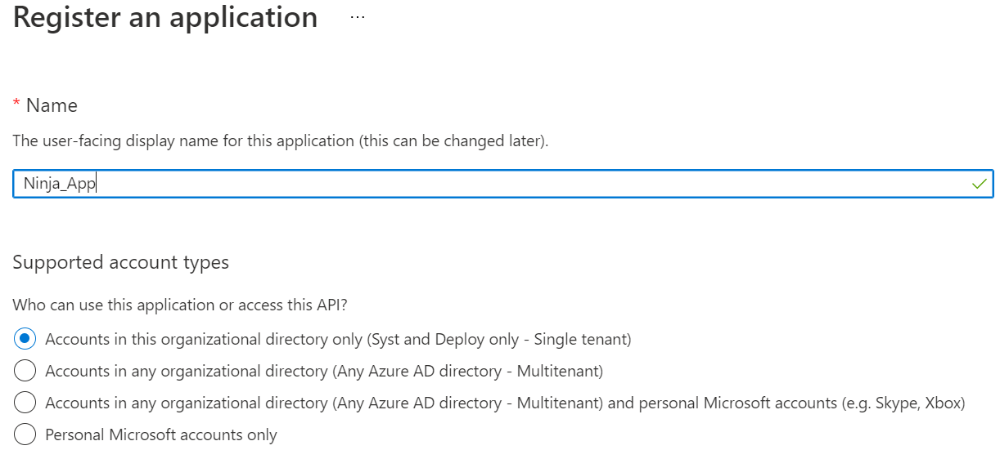 Register an application ...
* Name
The user-facing display name for this application (this can be changed later).
Ninja_App
Supported account types
Who can use this application or access this API?
Accounts in this organizational directory only (Syst and Deploy only - Single tenant)
Accounts in any organizational directory (Any Azure AD directory - Multitenant)
Accounts in any organizational directory (Any Azure AD directory - Multitenant) and personal Microsoft accounts (e.g. Skype, Xbox)
Personal Microsoft accounts only